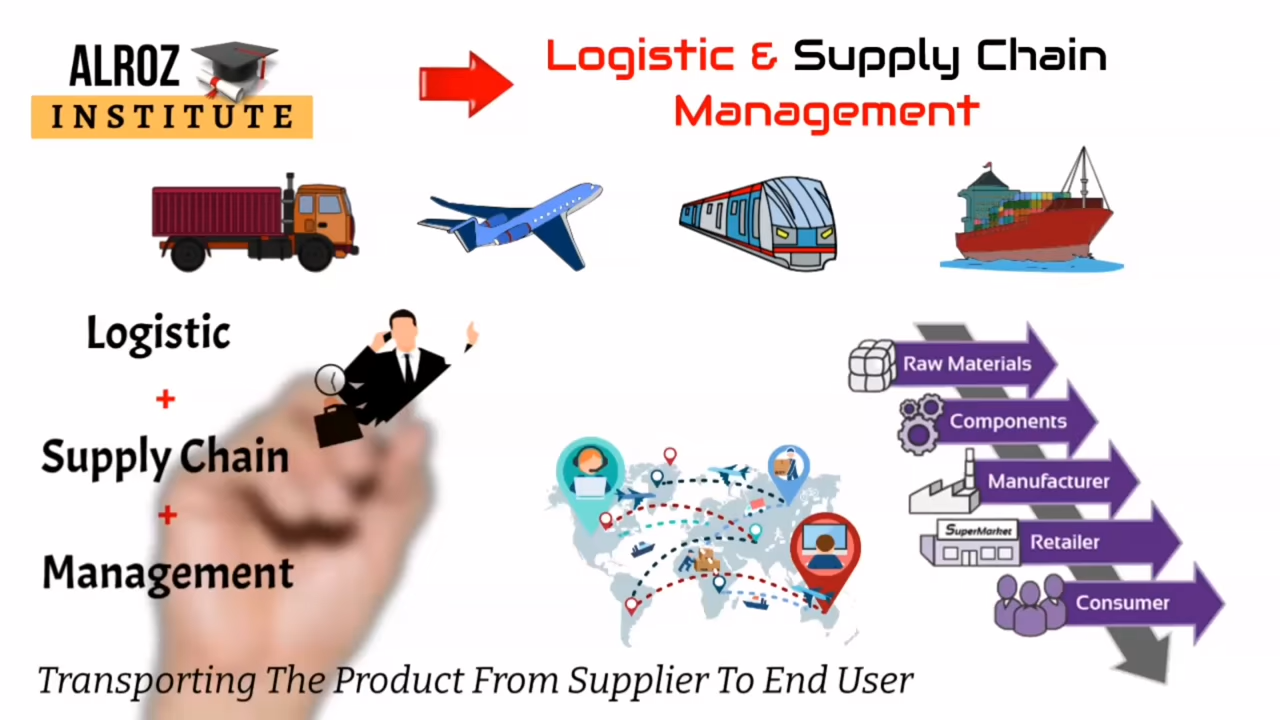 ALROZ
INSTITUTE
Logistic & Supply Chain
Management
Logistic
+
Supply Chain
+
Management
Raw Materials
Components
Manufacturer
SuperMarket
Retailer
Consumer
Transporting The Product From Supplier To End User